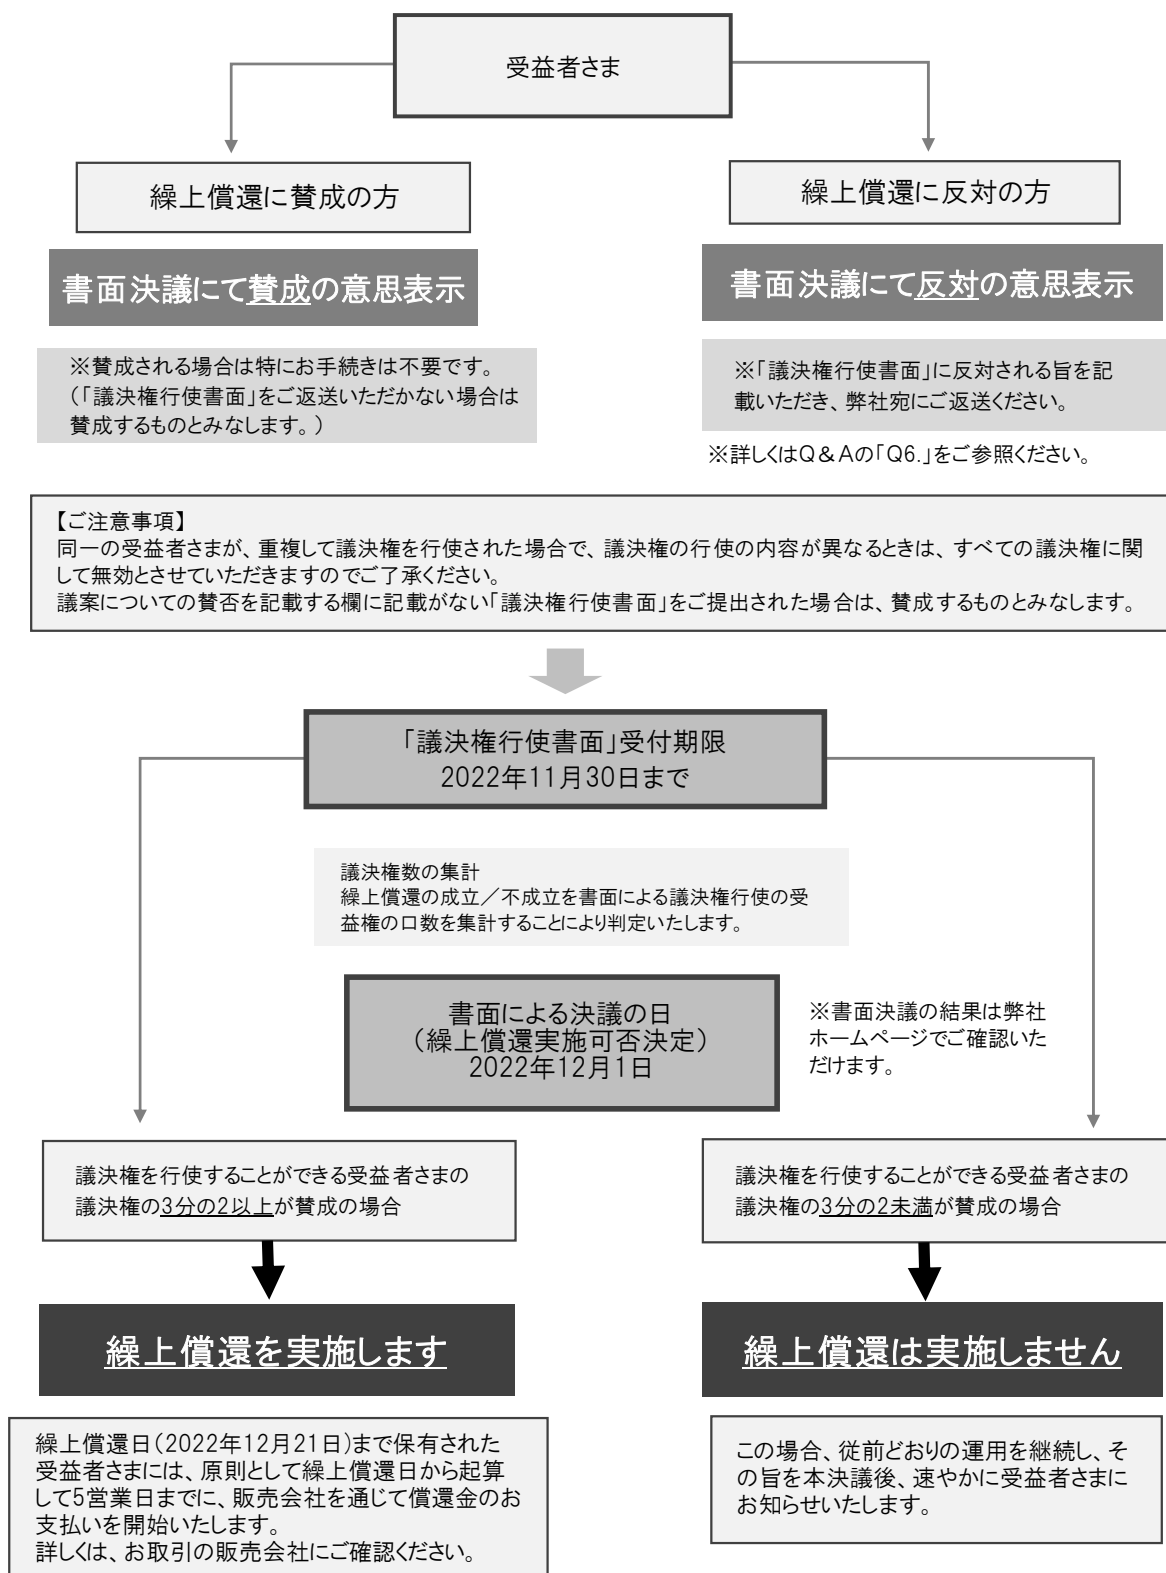 受益者さま
繰上償還に賛成の方
繰上償還に反対の方
書面決議にて賛成の意思表示
書面決議にて反対の意思表示
※賛成される場合は特にお手続きは不要です。
（「議決権行使書面」をご返送いただかない場合は
賛成するものとみなします。）
※「議決権行使書面」に反対される旨を記
載いただき、弊社宛にご返送ください。
※詳しくはQ＆Aの「Q6.」をご参照ください。
【ご注意事項】
同一の受益者さまが、重複して議決権を行使された場合で、議決権の行使の内容が異なるときは、すべての議決権に関
して無効とさせていただきますのでご了承ください。
議案についての賛否を記載する欄に記載がない「議決権行使書面」をご提出された場合は、賛成するものとみなします。
「議決権行使書面」受付期限
2022年11月30日まで
議決権数の集計
繰上償還の成立／不成立を書面による議決権行使の受
益権の口数を集計することにより判定いたします。
書面による決議の日
（繰上償還実施可否決定）
2022年12月1日
※書面決議の結果は弊社
ホームページでご確認いた
だけます。
議決権を行使することができる受益者さまの
議決権の3分の2以上が賛成の場合
議決権を行使することができる受益者さまの
議決権の3分の2未満が賛成の場合
繰上償還を実施します
繰上償還は実施しません
繰上償還日（2022年12月21日）まで保有された
受益者さまには、原則として繰上償還日から起算
して5営業日までに、販売会社を通じて償還金のお
支払いを開始いたします。
詳しくは、お取引の販売会社にご確認ください。
この場合、従前どおりの運用を継続し、そ
の旨を本決議後、速やかに受益者さまに
お知らせいたします。